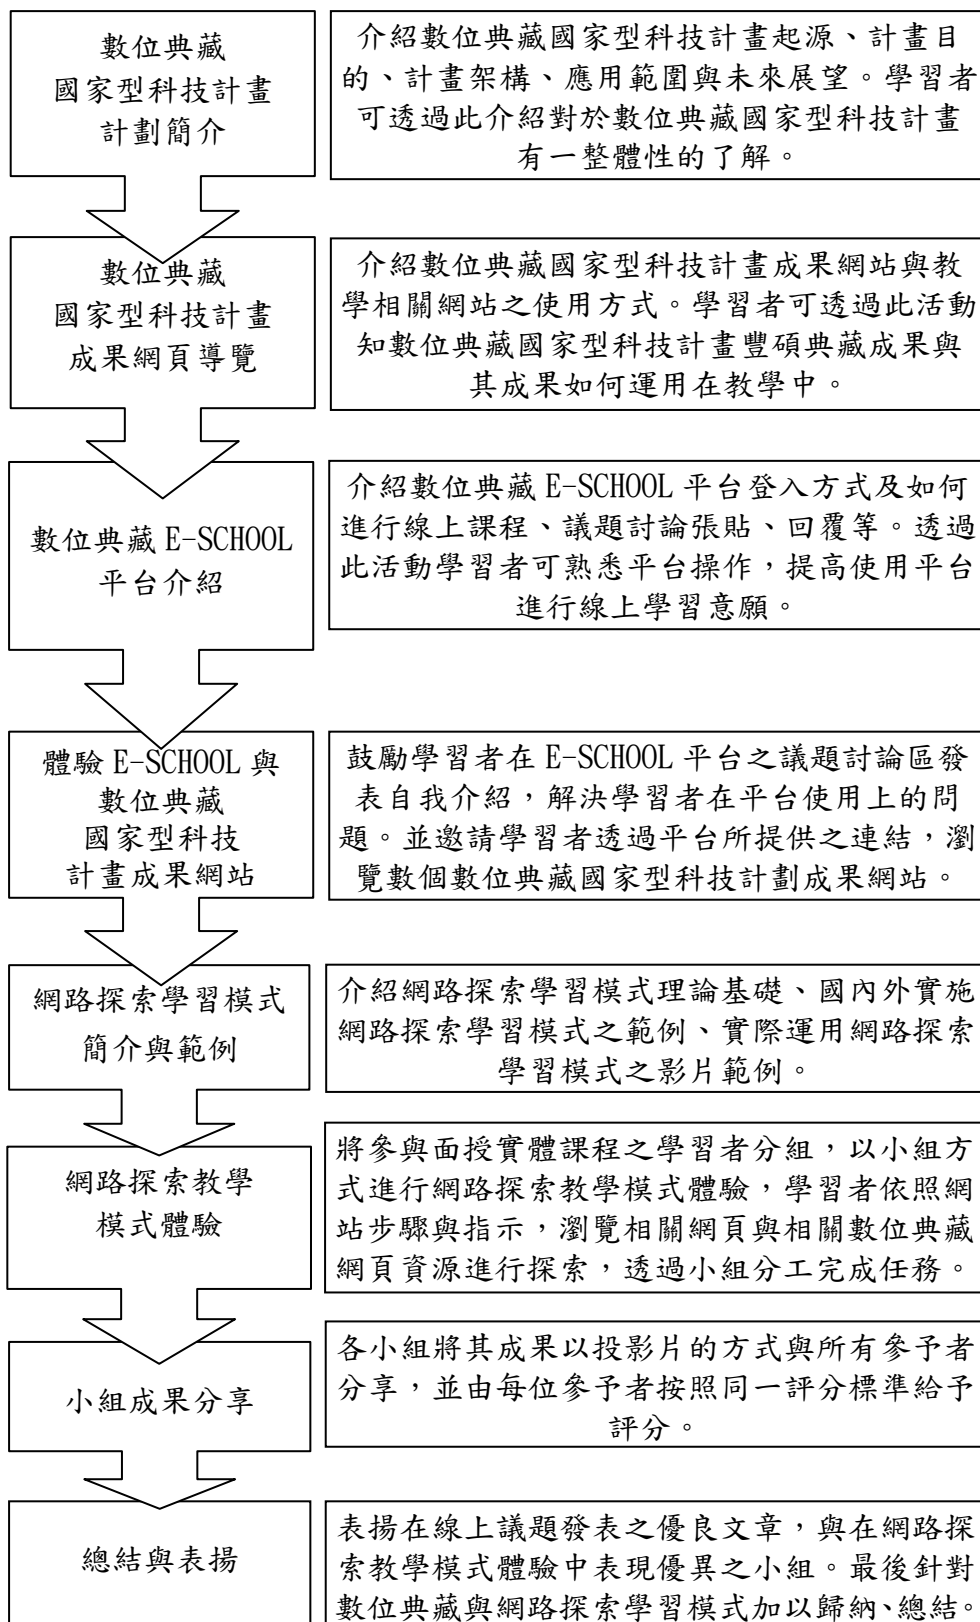 數位典藏
國家型科技計畫
計劃簡介
介紹數位典藏國家型科技計畫起源、計畫目
的、計畫架構、應用範圍與未來展望。學習者
可透過此介紹對於數位典藏國家型科技計畫
有一整體性的了解。
數位典藏
國家型科技計畫
成果網頁導覽
介紹數位典藏國家型科技計畫成果網站與教
學相關網站之使用方式。學習者可透過此活動
知數位典藏國家型科技計畫豐碩典藏成果與
其成果如何運用在教學中。
數位典藏 E-SCHOOL
平台介紹
介紹數位典藏 E-SCHOOL 平台登入方式及如何
進行線上課程、議題討論張貼、回覆等。透過
此活動學習者可熟悉平台操作，提高使用平台
進行線上學習意願。
體驗 E-SCHOOL 與
數位典藏
國家型科技
計畫成果網站
鼓勵學習者在 E-SCHOOL 平台之議題討論區發
表自我介紹，解決學習者在平台使用上的問
題。並邀請學習者透過平台所提供之連結，瀏
覽數個數位典藏國家型科技計劃成果網站。
網路探索學習模式
簡介與範例
介紹網路探索學習模式理論基礎、國內外實施
網路探索學習模式之範例、實際運用網路探索
學習模式之影片範例。
網路探索教學
模式體驗
將參與面授實體課程之學習者分組，以小組方
式進行網路探索教學模式體驗，學習者依照網
站步驟與指示，瀏覽相關網頁與相關數位典藏
網頁資源進行探索，透過小組分工完成任務。
小組成果分享
各小組將其成果以投影片的方式與所有參予者
分享，並由每位參予者按照同一評分標準給予
評分。
總結與表揚
表揚在線上議題發表之優良文章，與在網路探
索教學模式體驗中表現優異之小組。最後針對
數位典藏與網路探索學習模式加以歸納、總結。